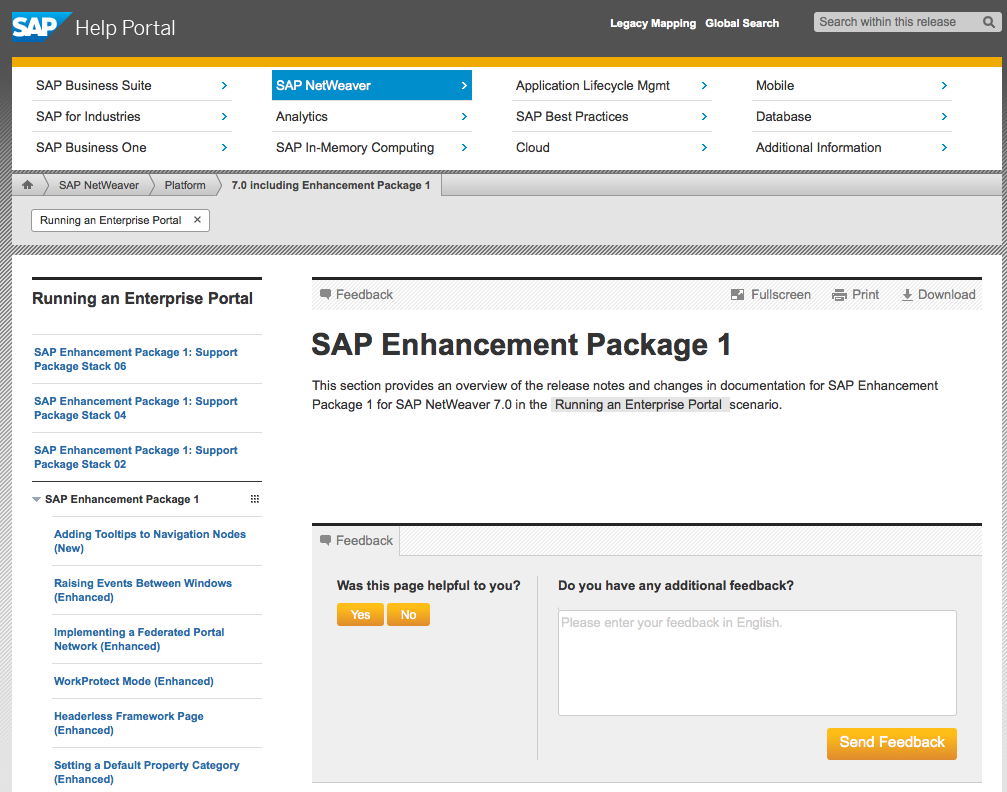 SAP Help Portal
Legacy Mapping Global Search
Search within this release
SAP Business Suite
SAP NetWeaver
Application Lifecycle Mgmt
Mobile
SAP for Industries
Analytics
SAP Best Practices
Database
SAP Business One
SAP In-Memory Computing
Cloud
Additional Information
SAP NetWeaver
Platform
7.0 including Enhancement Package 1
Running an Enterprise Portal
Running an Enterprise Portal
SAP Enhancement Package 1: Support
Package Stack 06
SAP Enhancement Package 1: Support
Package Stack 04
SAP Enhancement Package 1: Support
Package Stack 02
SAP Enhancement Package 1
Adding Tooltips to Navigation Nodes
(New)
Raising Events Between Windows
(Enhanced)
Implementing a Federated Portal
Network (Enhanced)
WorkProtect Mode (Enhanced)
Headerless Framework Page
(Enhanced)
Setting a Default Property Category
(Enhanced)
Feedback
Fullscreen
Print
Download
SAP Enhancement Package 1
This section provides an overview of the release notes and changes in documentation for SAP Enhancement
Package 1 for SAP NetWeaver 7.0 in the Running an Enterprise Portal scenario.
Feedback
Was this page helpful to you?
Yes
No
Do you have any additional feedback?
Please enter your feedback in English.
Send Feedback